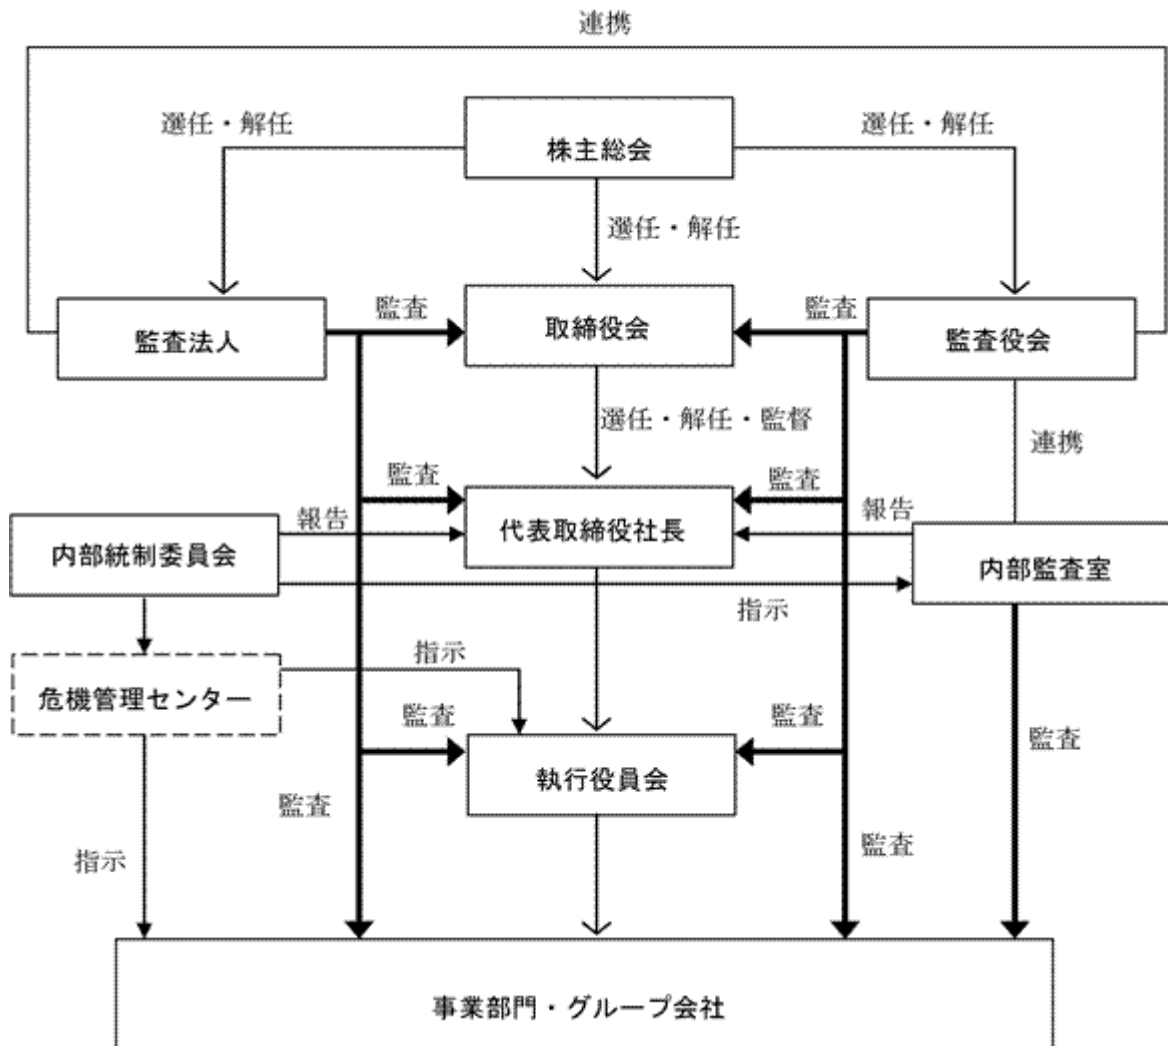 連携
選任・解任
選任・解任
株主総会
選任・解任
監査
監査
監査法人
取締役会
監査役会
選任・解任・監督
連携
監査
監査
報告
報告
内部統制委員会
代表取締役社長
内部監査室
指示
指示
危機管理センター
監査
監査
監査
執行役員会
監査
監査
指示
事業部門・グループ会社